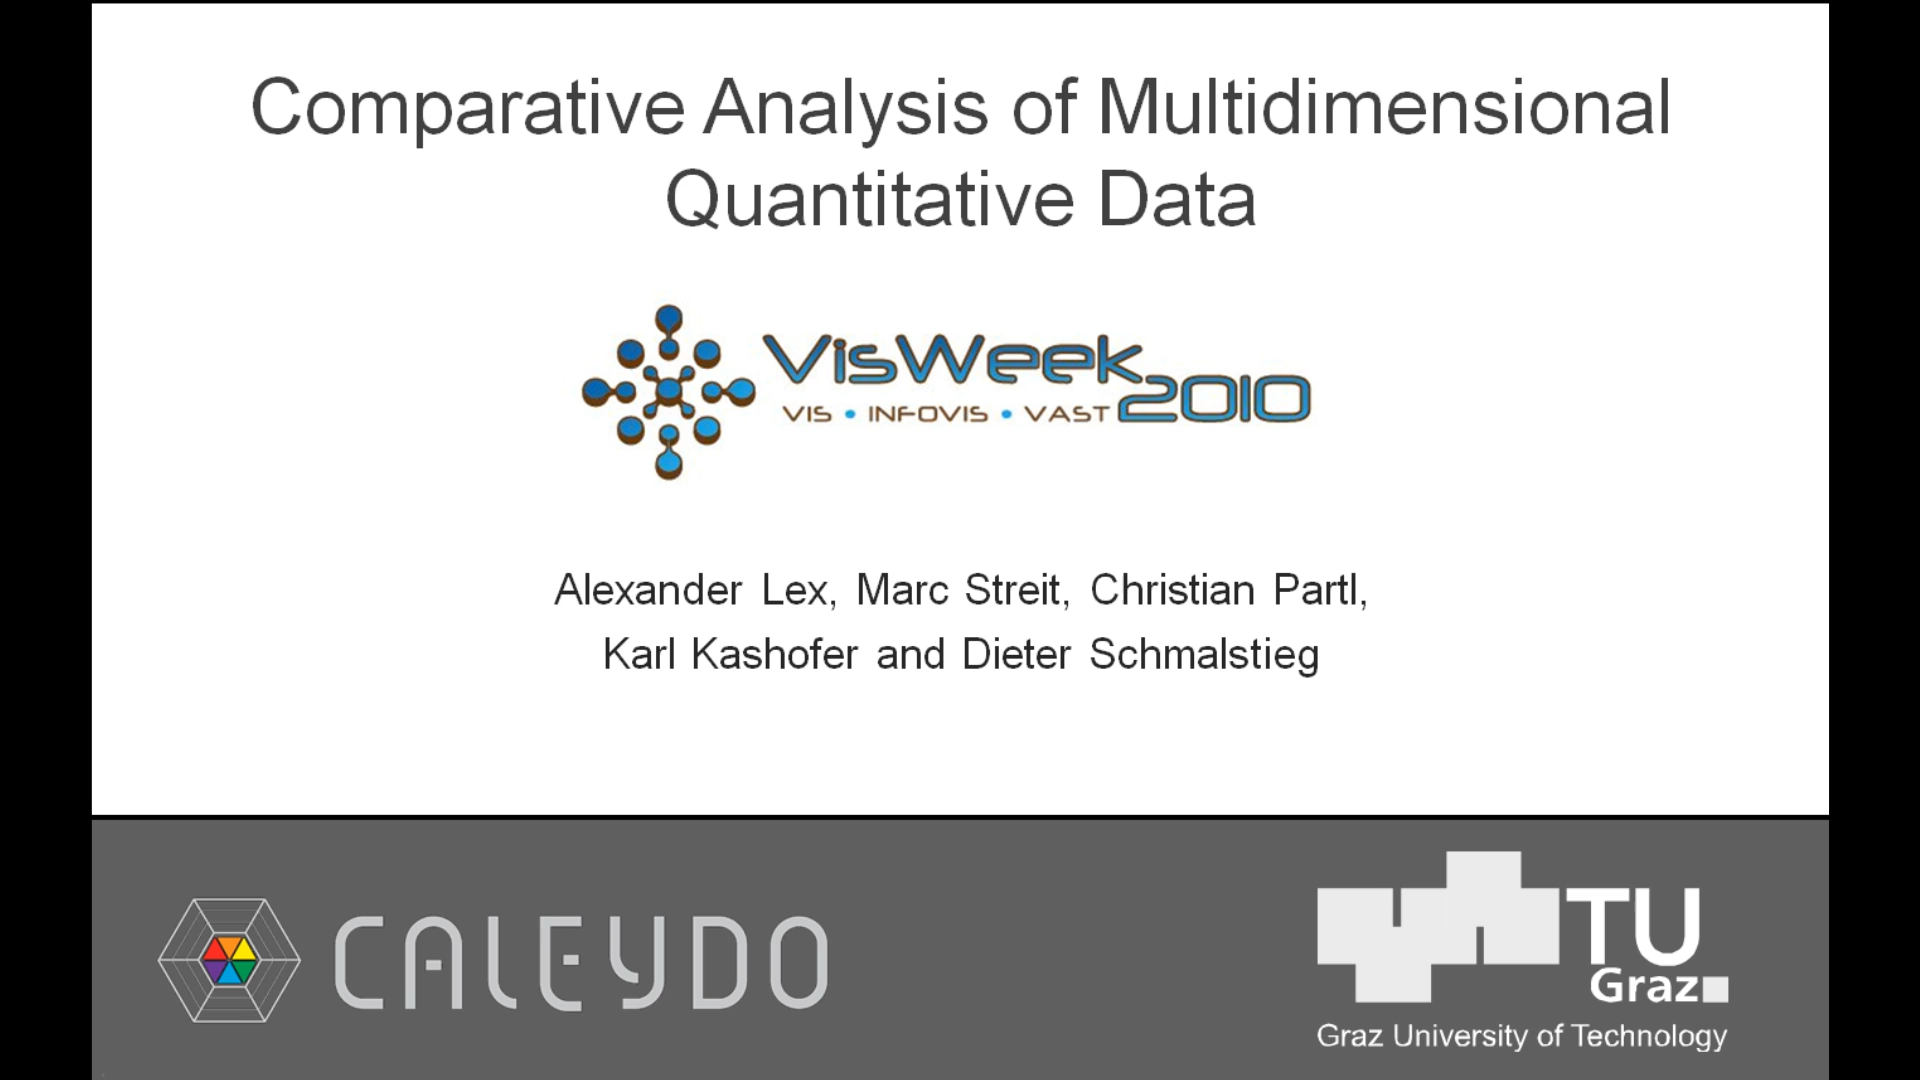 Comparative Analysis of Multidimensional
Quantitative Data
VisWeek
2010
VIS • INFOVIS • VAST
Alexander Lex, Marc Streit, Christian Partl,
Karl Kashofer and Dieter Schmalstieg
CALEYDO
TU
Graz
Graz University of Technology